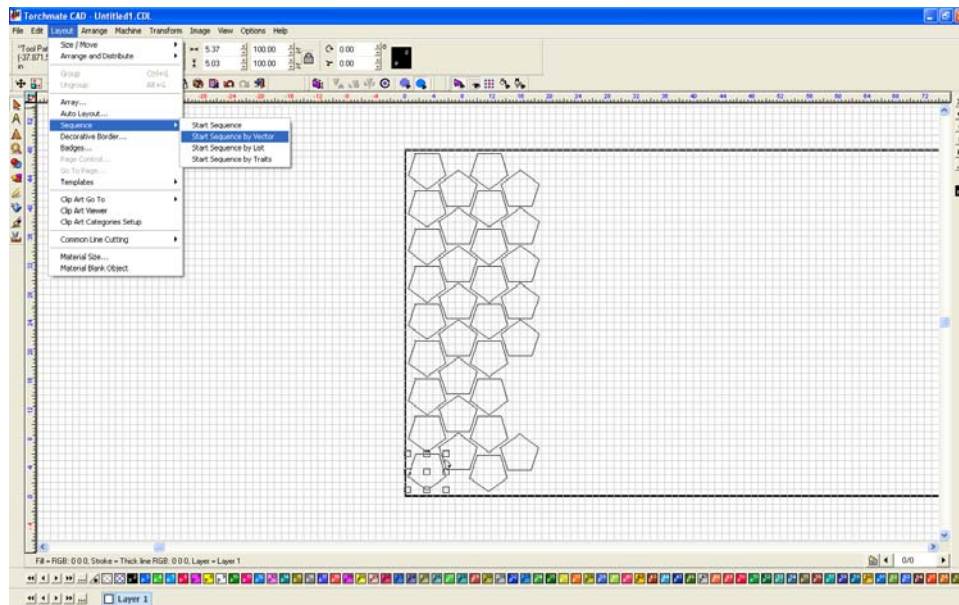 Torchmate CAD - Untitled1.CDL
File Edit Layout Arrange Machine Transform Image View Options Help
5.37 100.00 % 0.00
5.03 100.00 % 0.00
in
Size / Move
Arrange and Distribute
Group Ctrl+G
Ungroup Alt+G
Array...
Auto Layout...
Sequence
Decorative Border...
Badges...
Page Control...
Go To Page...
Templates
Clip Art Go To
Clip Art Viewer
Clip Art Categories Setup
Common Line Cutting
Material Size...
Material Blank Object
Start Sequence
Start Sequence by Vector
Start Sequence by List
Start Sequence by Traits
Fill = RGB: 0 0 0, Stroke = Thick line RGB: 0 0 0, Layer = Layer 1
0/0
Layer 1